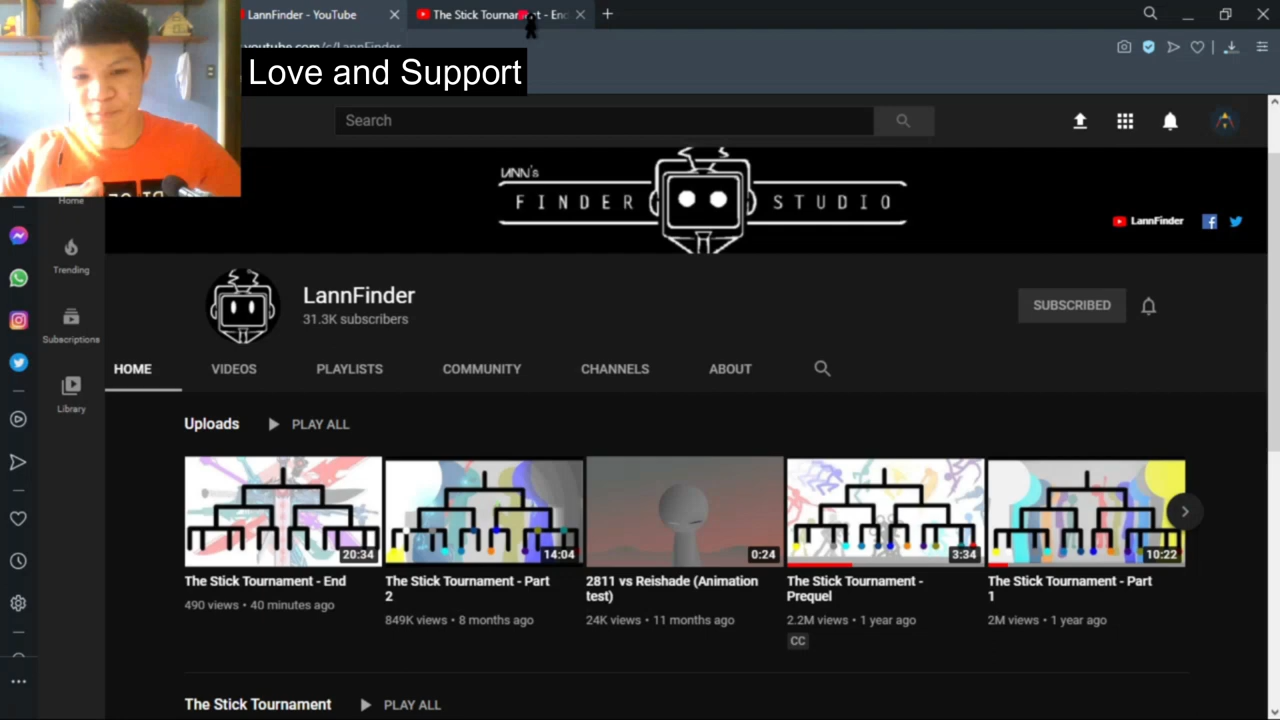 LannFinder - YouTube
The Stick Tournament - En
youtube.com/c/LannFinder
Love and Support
Search
LANN's
FINDER STUDIO
LannFinder
Home
Trending
Subscriptions
Library
LannFinder
31.3K subscribers
SUBSCRIBED
HOME VIDEOS PLAYLISTS COMMUNITY CHANNELS ABOUT
Uploads PLAY ALL
20:34
14:04
0:24
3:34
10:22
The Stick Tournament - End
490 views • 40 minutes ago
The Stick Tournament - Part
2
849K views • 8 months ago
2811 vs Reishade (Animation
test)
24K views • 11 months ago
The Stick Tournament -
Prequel
2.2M views • 1 year ago
CC
The Stick Tournament - Part
1
2M views • 1 year ago
The Stick Tournament PLAY ALL